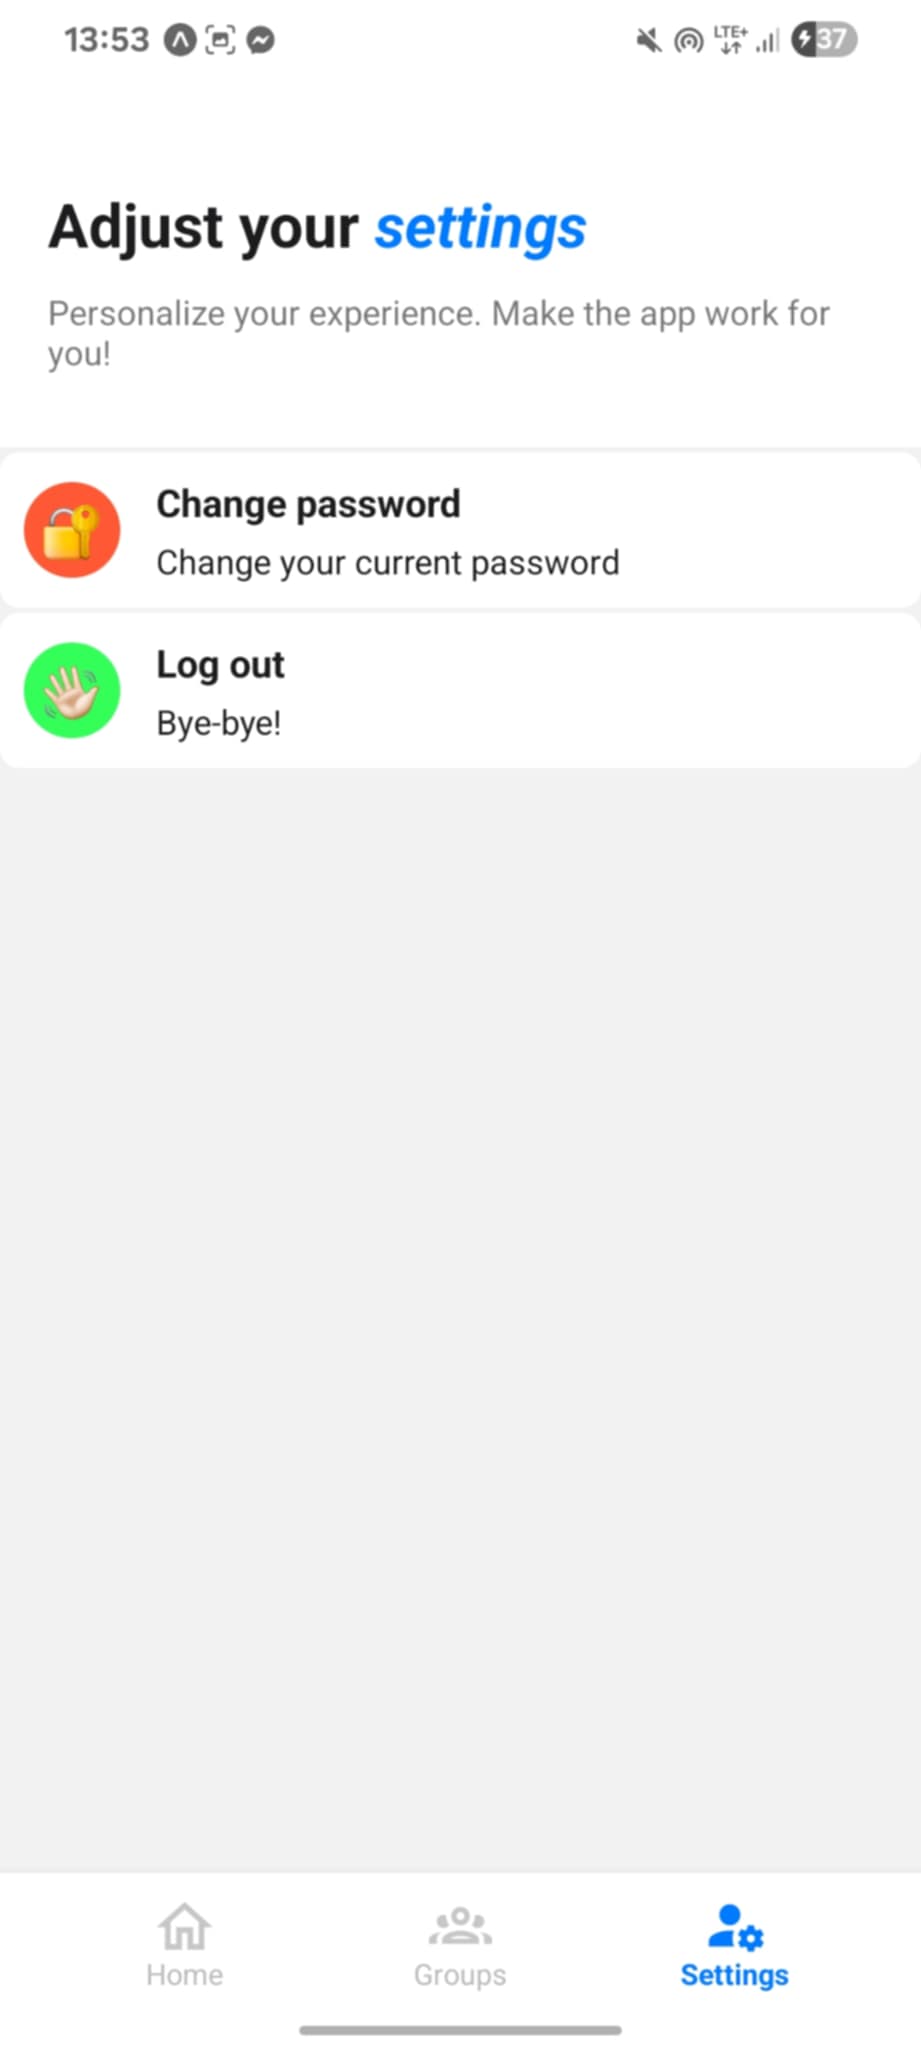 13:53
LTE+
37
Adjust your settings
Personalize your experience. Make the app work for
you!
Change password
Change your current password
Log out
Bye-bye!
Home
Groups
Settings